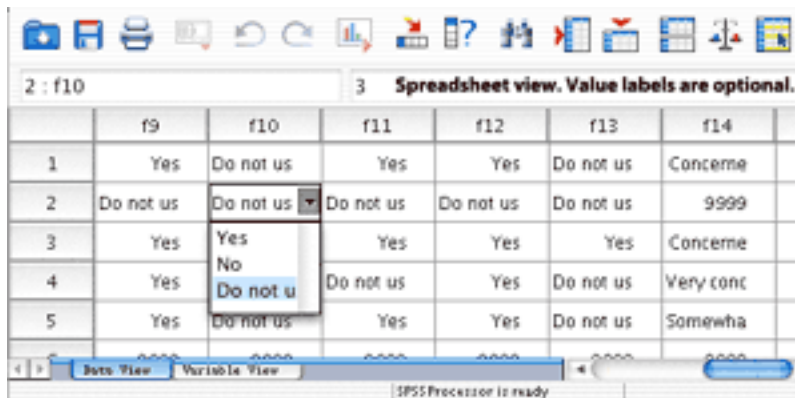 2 : f10 3 Spreadsheet view. Value labels are optional.
f9 f10 f11 f12 f13 f14
1 Yes Do not us Yes Yes Do not us Concerne
2 Do not us Do not us Do not us Do not us Do not us 9999
3 Yes Yes Yes Yes Yes Concerne
No
4 Yes Do not u Do not us Yes Do not us Very conc
5 Yes Do not us Yes Yes Do not us Somewha
Data View Variable View
SPSS Processor is ready